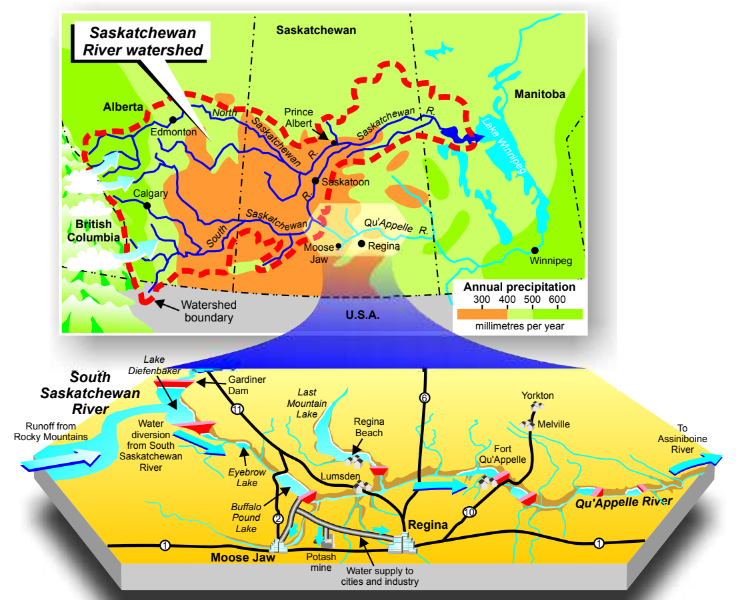 Saskatchewan
River watershed
Saskatchewan
Alberta
Manitoba
North
Saskatchewan
R.
Edmonton
Prince
Albert
Saskatchewan R.
Lake Winnipeg
Calgary
Saskatoon
British
Columbia
South
Saskatchewan
R.
Qu'Appelle R.
Moose
Jaw
Regina
Winnipeg
Watershed
boundary
U.S.A.
Annual precipitation
300 400 500 600
millimetres per year
Lake
Diefenbaker
South
Saskatchewan
River
Gardiner
Dam
Last
Mountain
Lake
Yorkton
Melville
Runoff from
Rocky Mountains
Water
diversion
from South
Saskatchewan
River
11
6
Regina
Beach
To
Assiniboine
River
Eyebrow
Lake
Lumsden
Fort
Qu'Appelle
Buffalo
Pound
Lake
2
10
Qu'Appelle River
Regina
1
1
Moose Jaw
Potash
mine
Water supply to
cities and industry